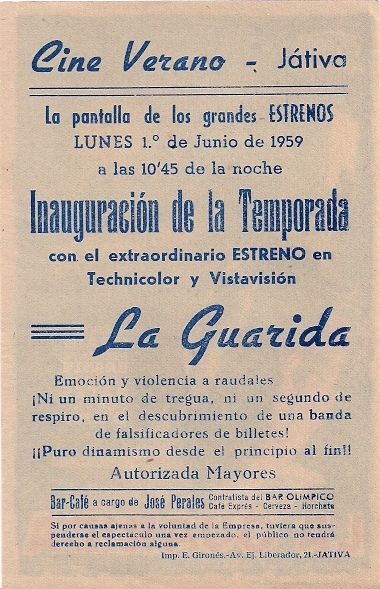 Cine Verano - Játiva
La pantalla de los grandes ESTRENOS
LUNES 1.º de Junio de 1959
a las 10'45 de la noche
Inauguración de la Temporada
con el extraordinario ESTRENO en
Technicolor y Vistavisión
La Guarida
Emoción y violencia a raudales
¡Ni un minuto de tregua, ni un segundo de
respiro, en el descubrimiento de una banda
de falsificadores de billetes!
¡¡Puro dinamismo desde el principio al fin!!
Autorizada Mayores
Bar-Café a cargo de José Perales Contratista del BAR OLIMPICO
Café Exprés - Cerveza - Horchata
Si por causas ajenas a la voluntad de la Empresa, tuviera que sus-
penderse el espectáculo una vez empezado, el público no tendrá
derecho a reclamación alguna.
Imp. E. Gironés.-Av. Ej. Liberador, 21.-JATIVA